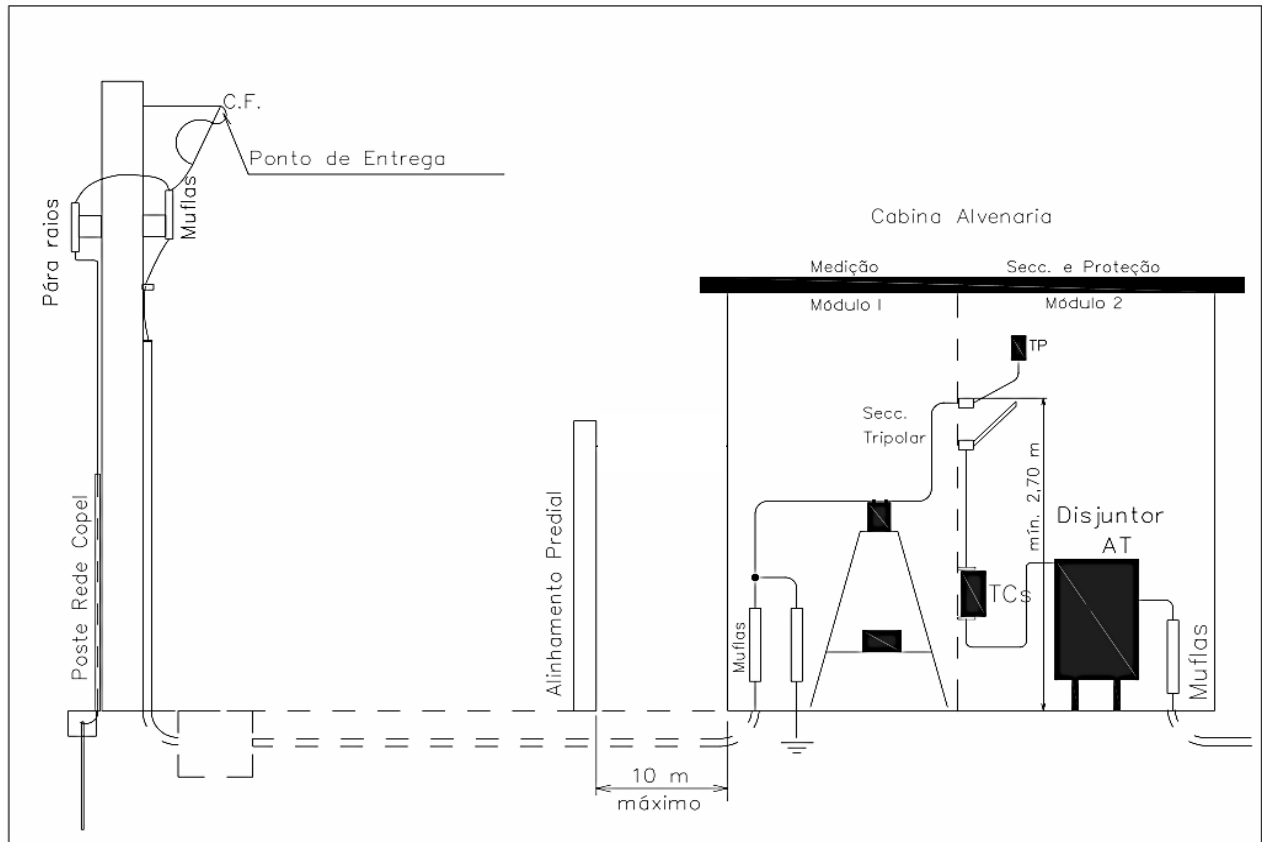 C.F.
Ponto de Entrega
Pára raios
Muflas
Poste Rede Copel
Alinhamento Predial
10 m
máximo
Cabina Alvenaria
Medição
Secc. e Proteção
Módulo I
Módulo 2
TP
Secc.
Tripolar
mín. 2,70 m
Disjuntor
AT
TCs
Muflas
Muflas